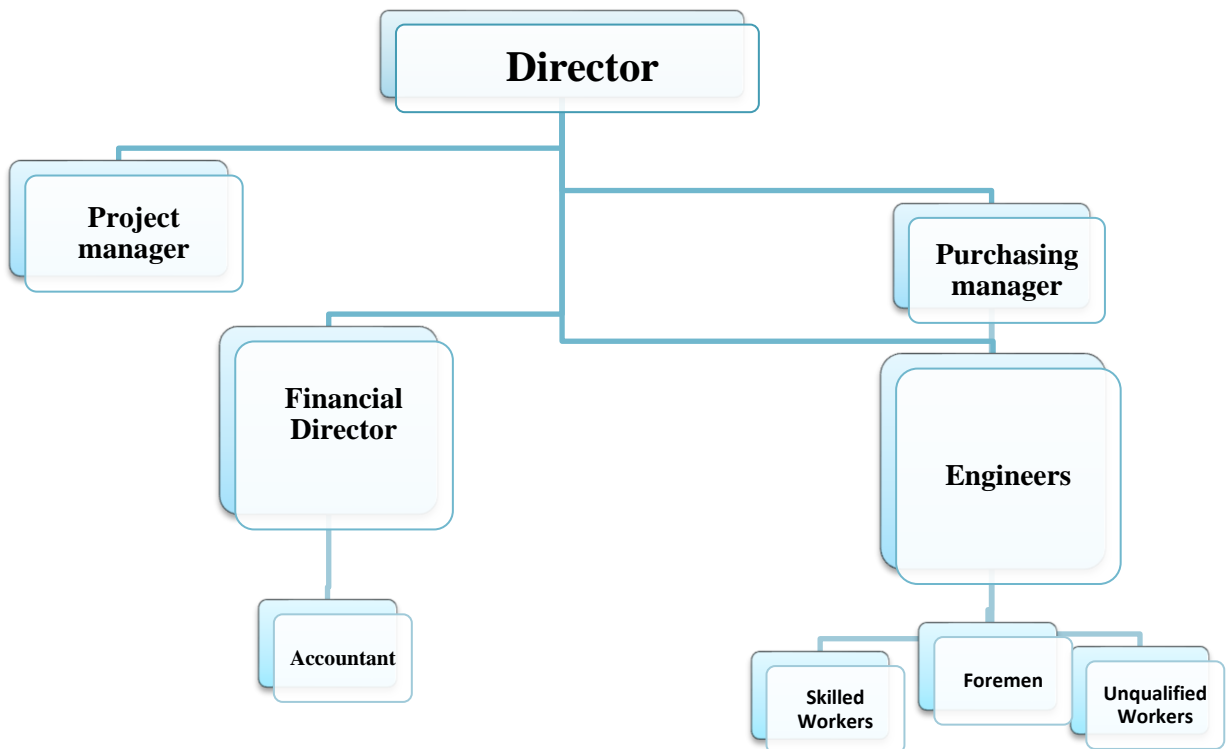 Director
Project
manager
Purchasing
manager
Financial
Director
Engineers
Accountant
Skilled
Workers
Foremen
Unqualified
Workers